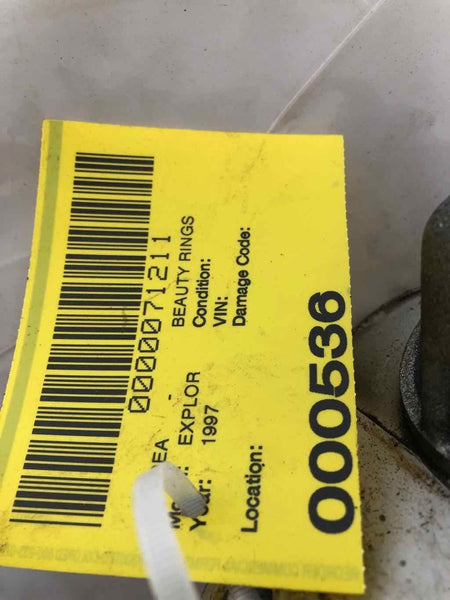 0000071211
EA - BEAUTY RINGS
EXPLOR Condition:
Year: 1997 VIN:
Damage Code:
Location:
000536